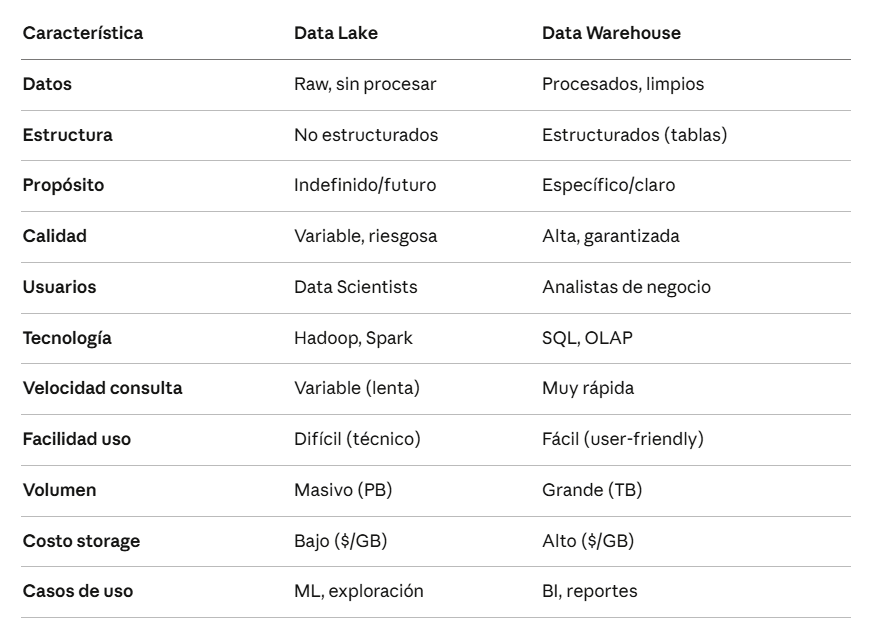 Característica Data Lake Data Warehouse
Datos Raw, sin procesar Procesados, limpios
Estructura No estructurados Estructurados (tablas)
Propósito Indefinido/futuro Específico/claro
Calidad Variable, riesgosa Alta, garantizada
Usuarios Data Scientists Analistas de negocio
Tecnología Hadoop, Spark SQL, OLAP
Velocidad consulta Variable (lenta) Muy rápida
Facilidad uso Difícil (técnico) Fácil (user-friendly)
Volumen Masivo (PB) Grande (TB)
Costo storage Bajo ($/GB) Alto ($/GB)
Casos de uso ML, exploración BI, reportes